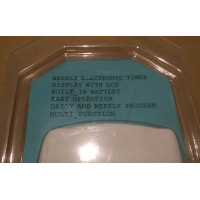 WEEKLY ELECTRONIC TIMER
DISPLAY WITH LCD
BUILT IN BATTERY
EASY OPERATION
DAILY AND WEEKLY PROGRAM
MULTI FUNCTION